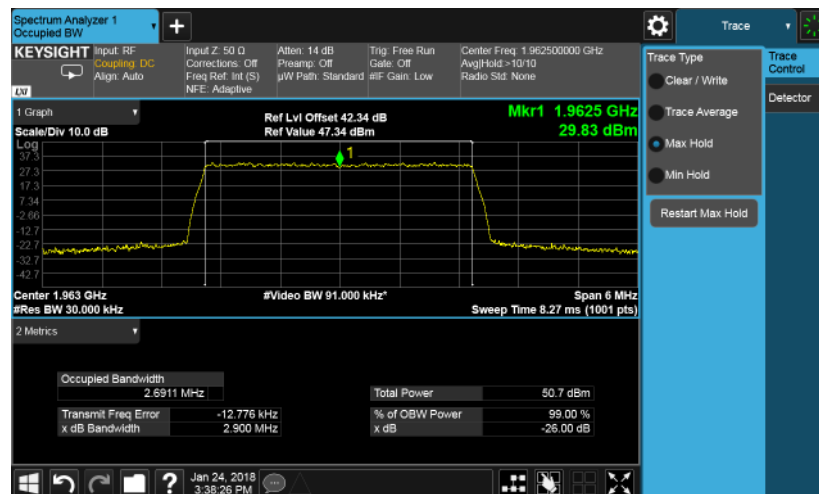 Spectrum Analyzer 1
Occupied BW
+
Trace
KEYSIGHT
Input: RF
Coupling: DC
Align: Auto
LXI
Input Z: 50 Ω
Corrections: Off
Freq Ref: Int (S)
NFE: Adaptive
Atten: 14 dB
Preamp: Off
µW Path: Standard
Trig: Free Run
Gate: Off
#IF Gain: Low
Center Freq: 1.962500000 GHz
Avg|Hold:>10/10
Radio Std: None
1 Graph
Scale/Div 10.0 dB
Ref Lvl Offset 42.34 dB
Ref Value 47.34 dBm
Mkr1 1.9625 GHz
29.83 dBm
Log
37.3
27.3
17.3
7.34
-2.66
-12.7
-22.7
-32.7
-42.7
1
Center 1.963 GHz
#Res BW 30.000 kHz
#Video BW 91.000 kHz*
Span 6 MHz
Sweep Time 8.27 ms (1001 pts)
2 Metrics
Occupied Bandwidth
2.6911 MHz
Total Power 50.7 dBm
Transmit Freq Error -12.776 kHz
% of OBW Power 99.00 %
x dB Bandwidth 2.900 MHz
x dB -26.00 dB
?
Jan 24, 2018
3:38:26 PM
Trace Type
Clear / Write
Trace Average
Max Hold
Min Hold
Restart Max Hold
Trace
Control
Detector